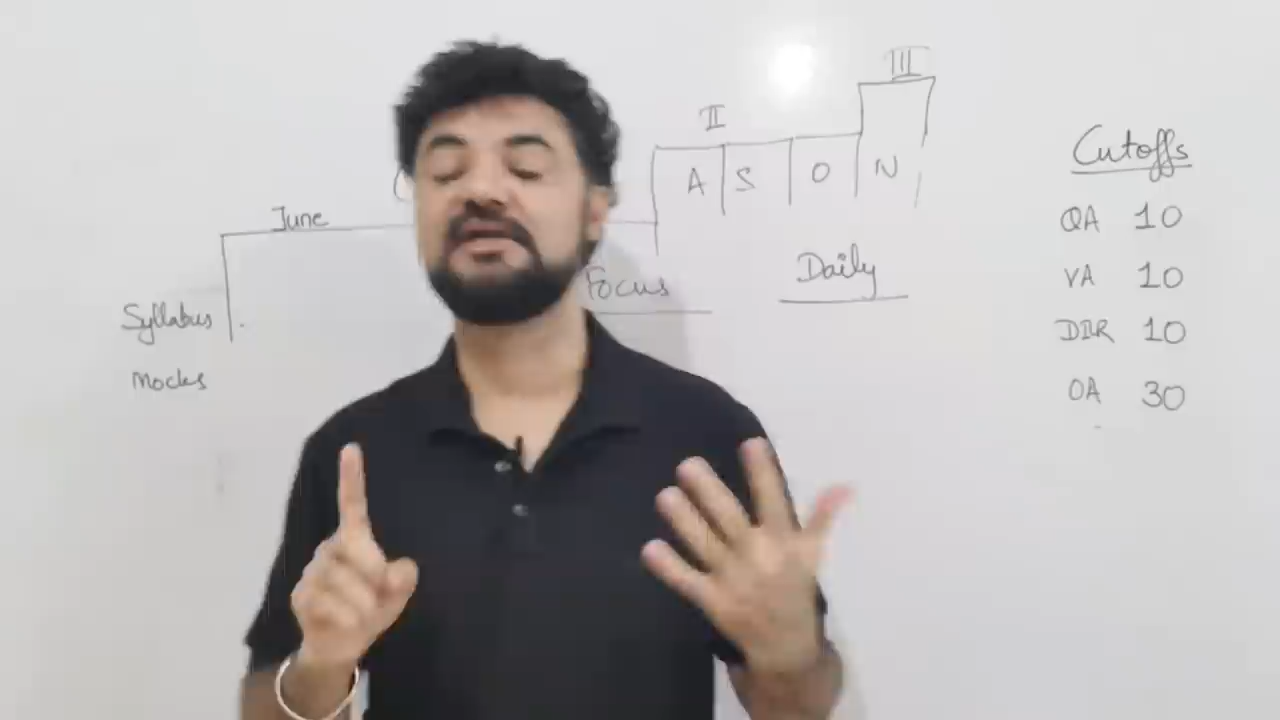 III
II
A S O N
June
Focus
Daily
Syllabus
Mocks
Cutoffs
QA 10
VA 10
DILR 10
OA 30